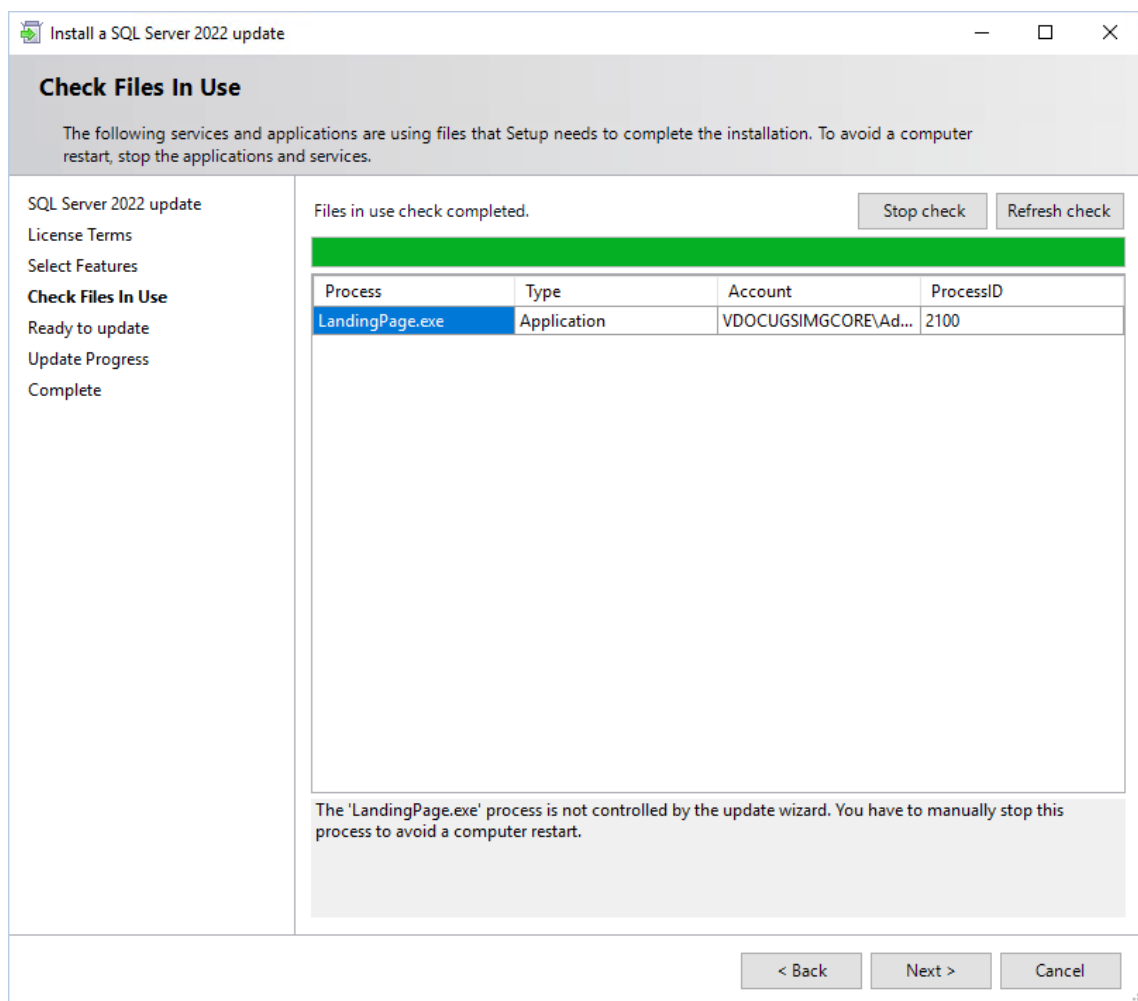 Install a SQL Server 2022 update
Check Files In Use
The following services and applications are using files that Setup needs to complete the installation. To avoid a computer
restart, stop the applications and services.
SQL Server 2022 update
License Terms
Select Features
Check Files In Use
Ready to update
Update Progress
Complete
Files in use check completed.
Stop check
Refresh check
Process Type Account ProcessID
LandingPage.exe Application VDOCUGSIMGCORE\Ad... 2100
The 'LandingPage.exe' process is not controlled by the update wizard. You have to manually stop this
process to avoid a computer restart.
< Back Next > Cancel